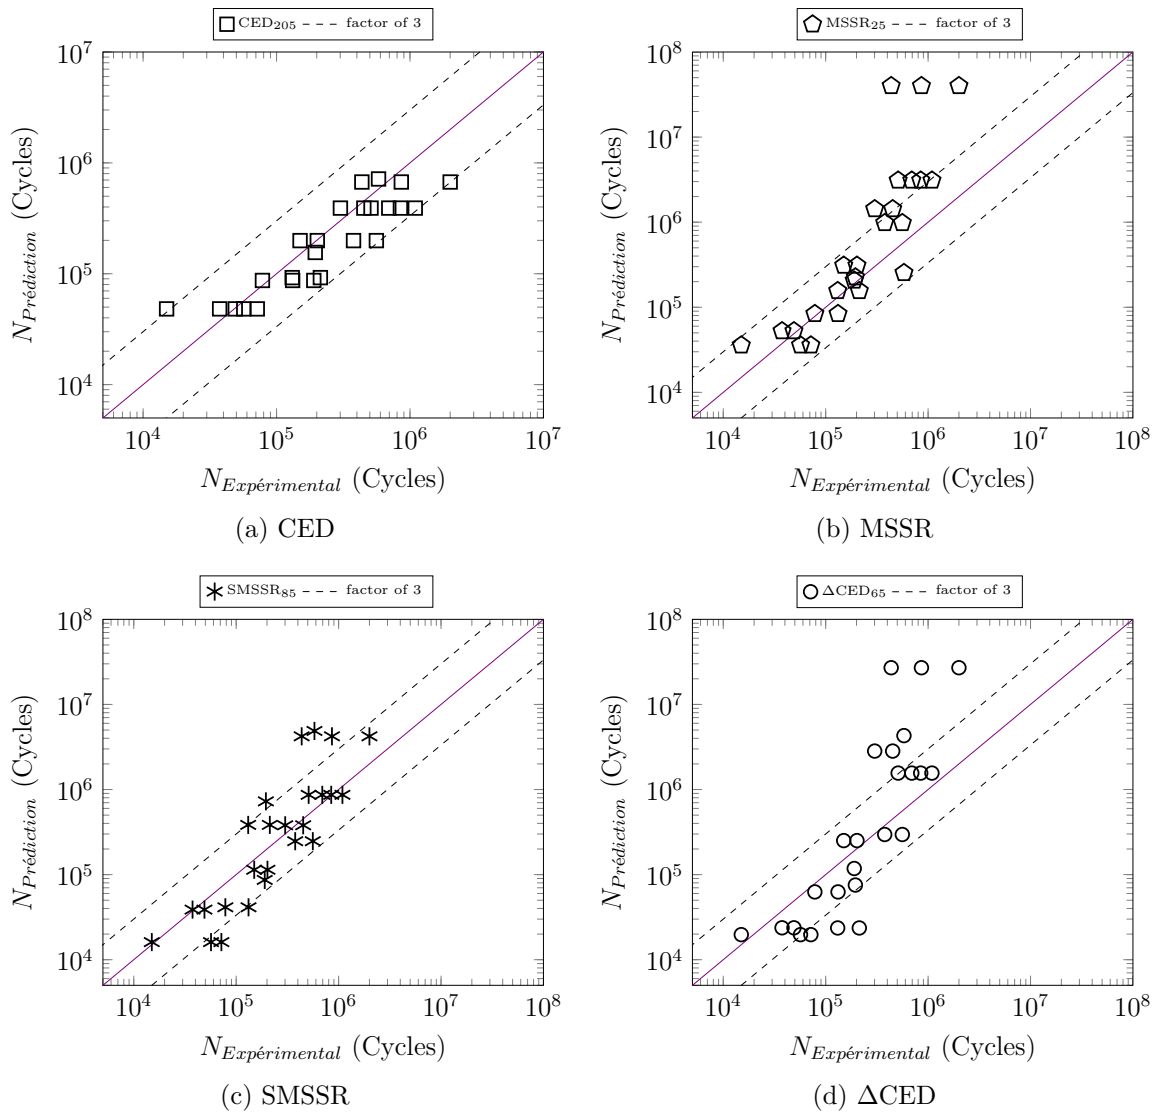 CED205 --- factor of 3
10^7
10^6
10^5
10^4
10^4 10^5 10^6 10^7
N_Prédiction (Cycles)
N_Expérimental (Cycles)
(a) CED
MSSR25 --- factor of 3
10^8
10^7
10^6
10^5
10^4
10^4 10^5 10^6 10^7 10^8
N_Prédiction (Cycles)
N_Expérimental (Cycles)
(b) MSSR
SMSSR85 --- factor of 3
10^8
10^7
10^6
10^5
10^4
10^4 10^5 10^6 10^7 10^8
N_Prédiction (Cycles)
N_Expérimental (Cycles)
(c) SMSSR
ΔCED65 --- factor of 3
10^8
10^7
10^6
10^5
10^4
10^4 10^5 10^6 10^7 10^8
N_Prédiction (Cycles)
N_Expérimental (Cycles)
(d) ΔCED